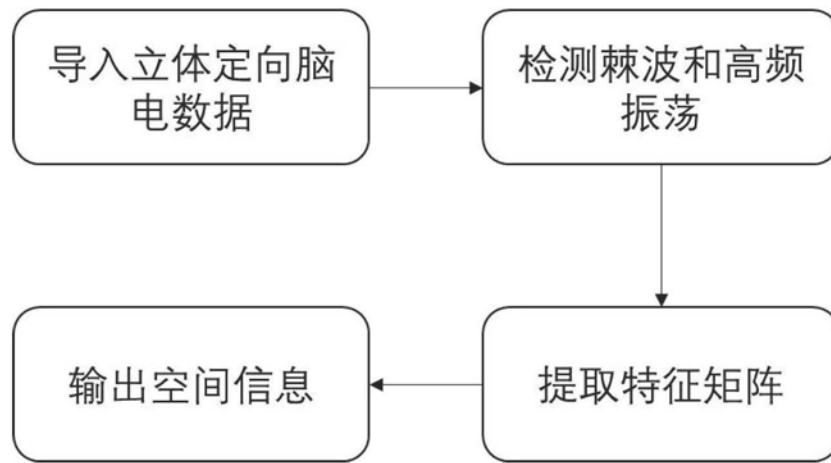 导入立体定向脑
电数据
检测棘波和高频
振荡
提取特征矩阵
输出空间信息